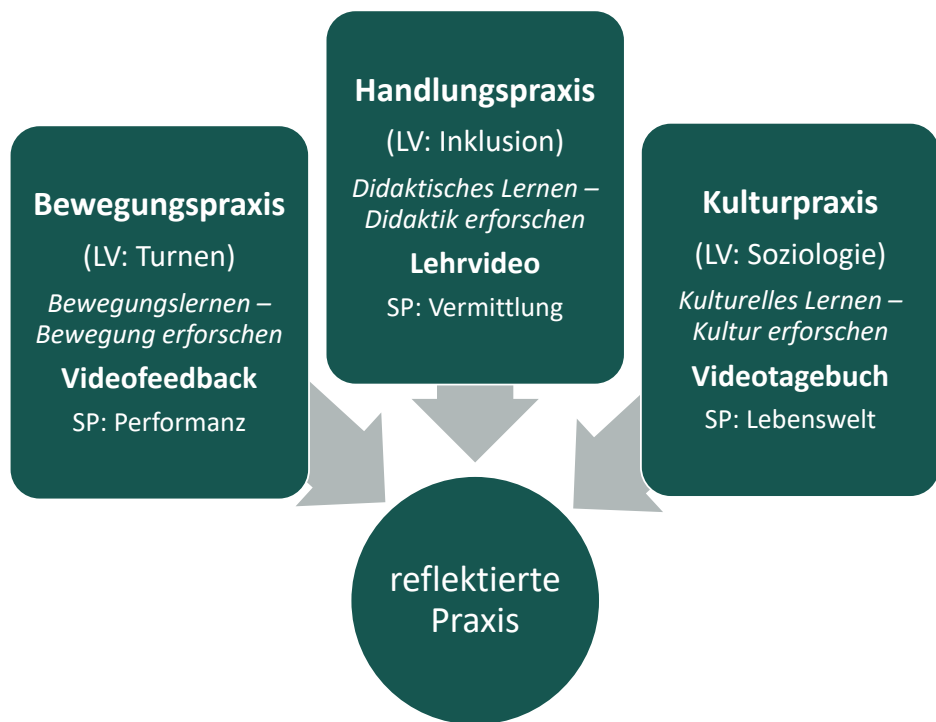 Bewegungspraxis
(LV: Turnen)
Bewegungslernen –
Bewegung erforschen
Videofeedback
SP: Performanz
Handlungspraxis
(LV: Inklusion)
Didaktisches Lernen –
Didaktik erforschen
Lehrvideo
SP: Vermittlung
Kulturpraxis
(LV: Soziologie)
Kulturelles Lernen –
Kultur erforschen
Videotagebuch
SP: Lebenswelt
reflektierte
Praxis